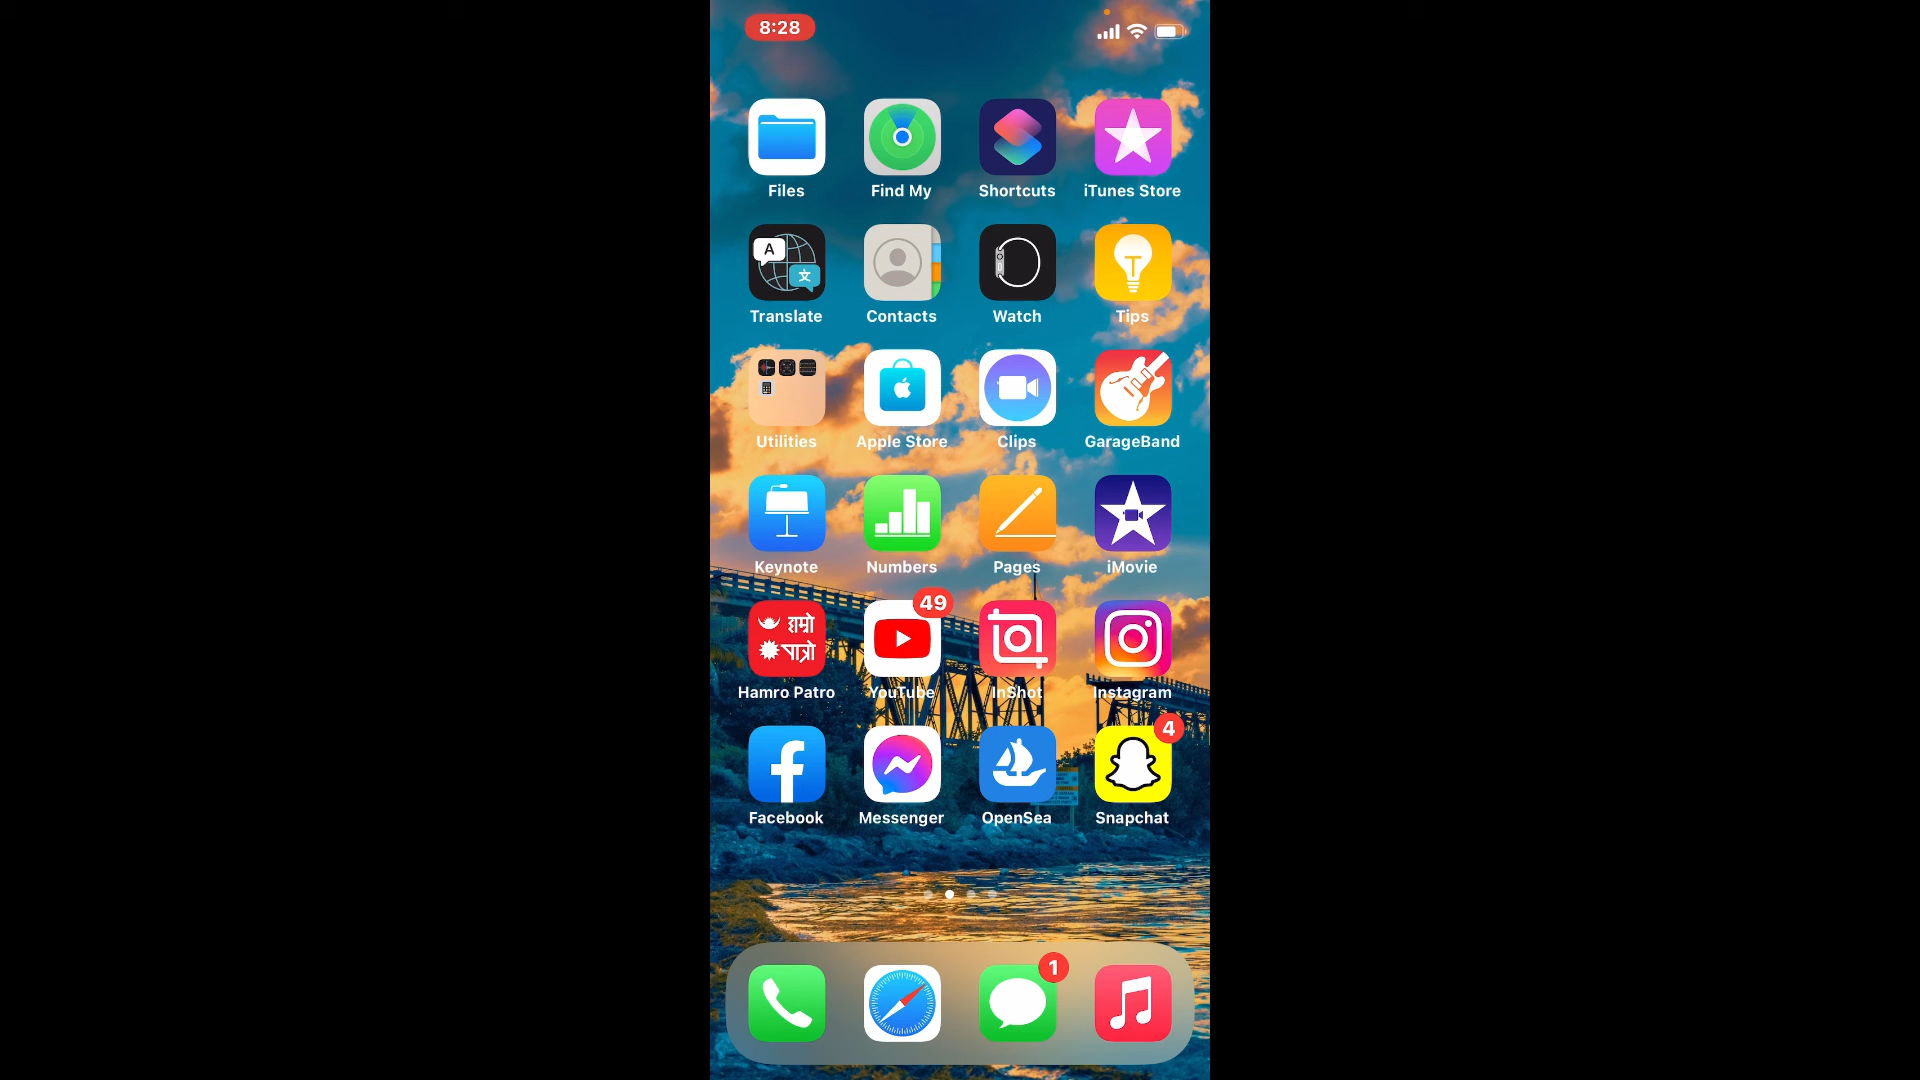 8:28
Files
Find My
Shortcuts
iTunes Store
A
文
Translate
Contacts
Watch
Tips
Utilities
Apple Store
Clips
GarageBand
Keynote
Numbers
Pages
iMovie
हाम्रो
पात्रो
49
Hamro Patro
YouTube
InShot
Instagram
4
Facebook
Messenger
OpenSea
Snapchat
1